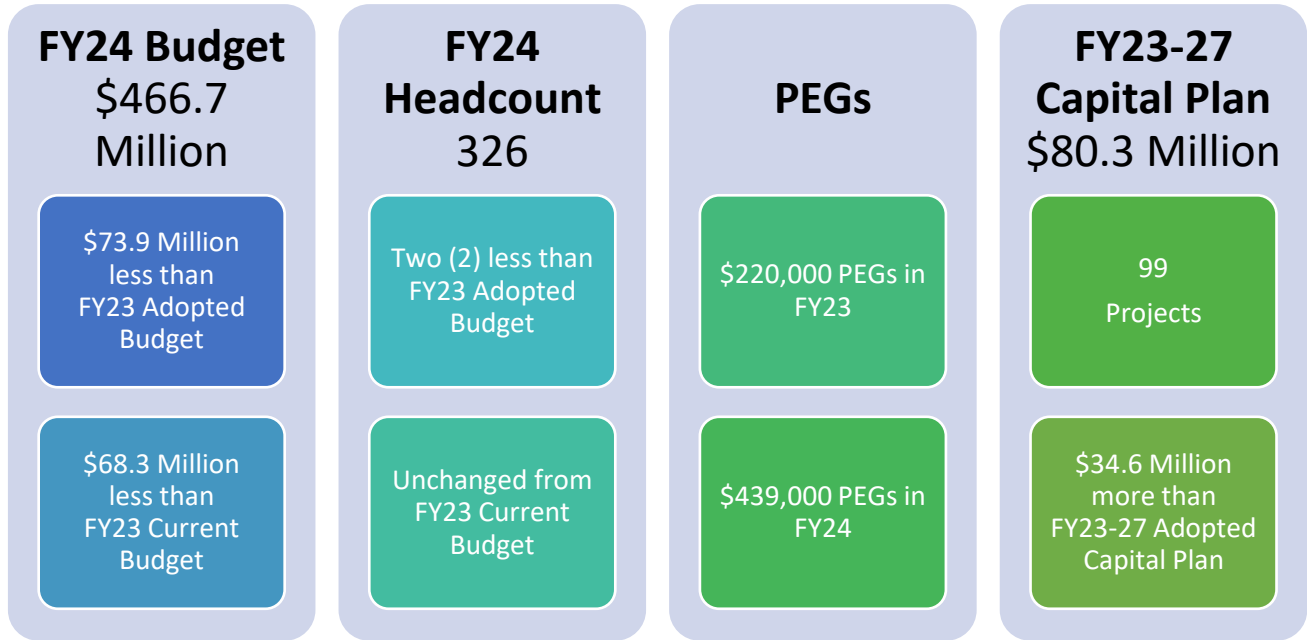 FY24 Budget
$466.7
Million
$73.9 Million
less than
FY23 Adopted
Budget
$68.3 Million
less than
FY23 Current
Budget
FY24
Headcount
326
Two (2) less than
FY23 Adopted
Budget
Unchanged from
FY23 Current
Budget
PEGs
$220,000 PEGs in
FY23
$439,000 PEGs in
FY24
FY23-27
Capital Plan
$80.3 Million
99
Projects
$34.6 Million
more than
FY23-27 Adopted
Capital Plan